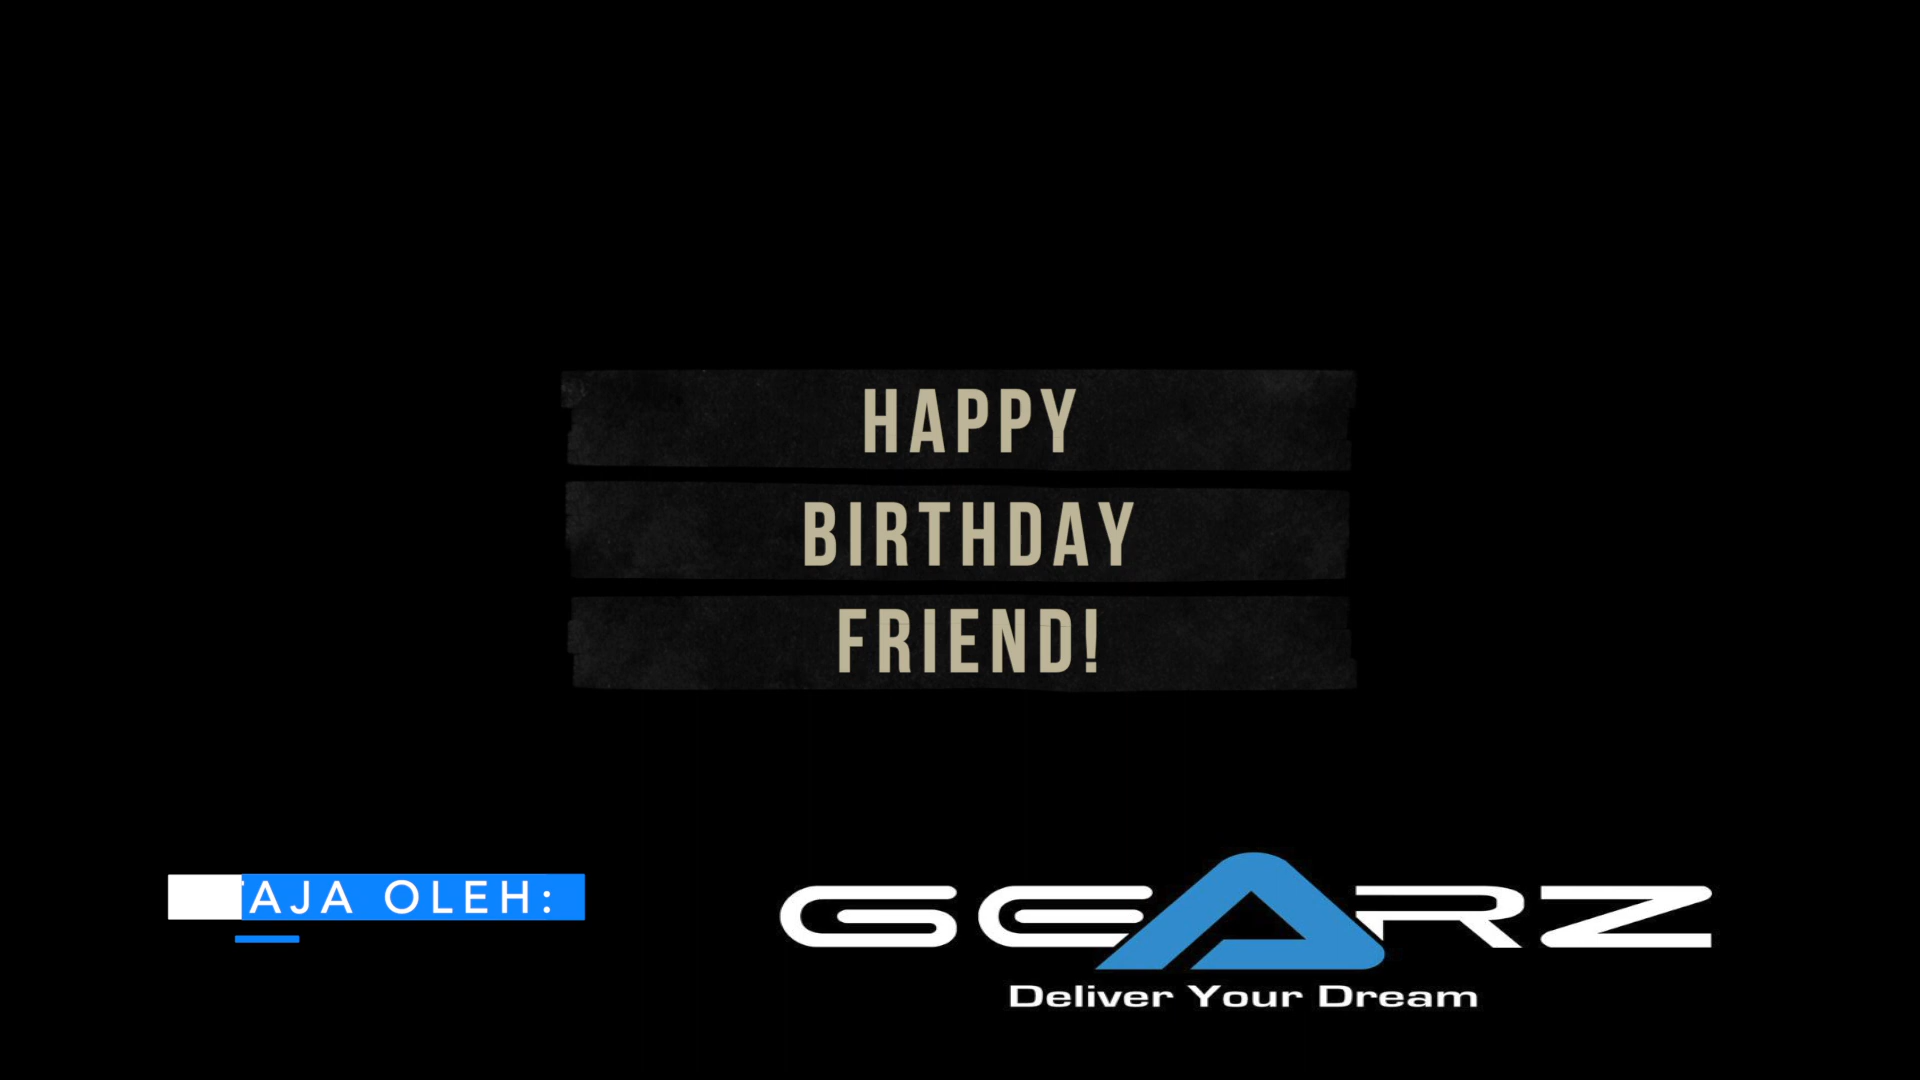 HAPPY
BIRTHDAY
FRIEND!
AJA OLEH:
GEARZ
Deliver Your Dream